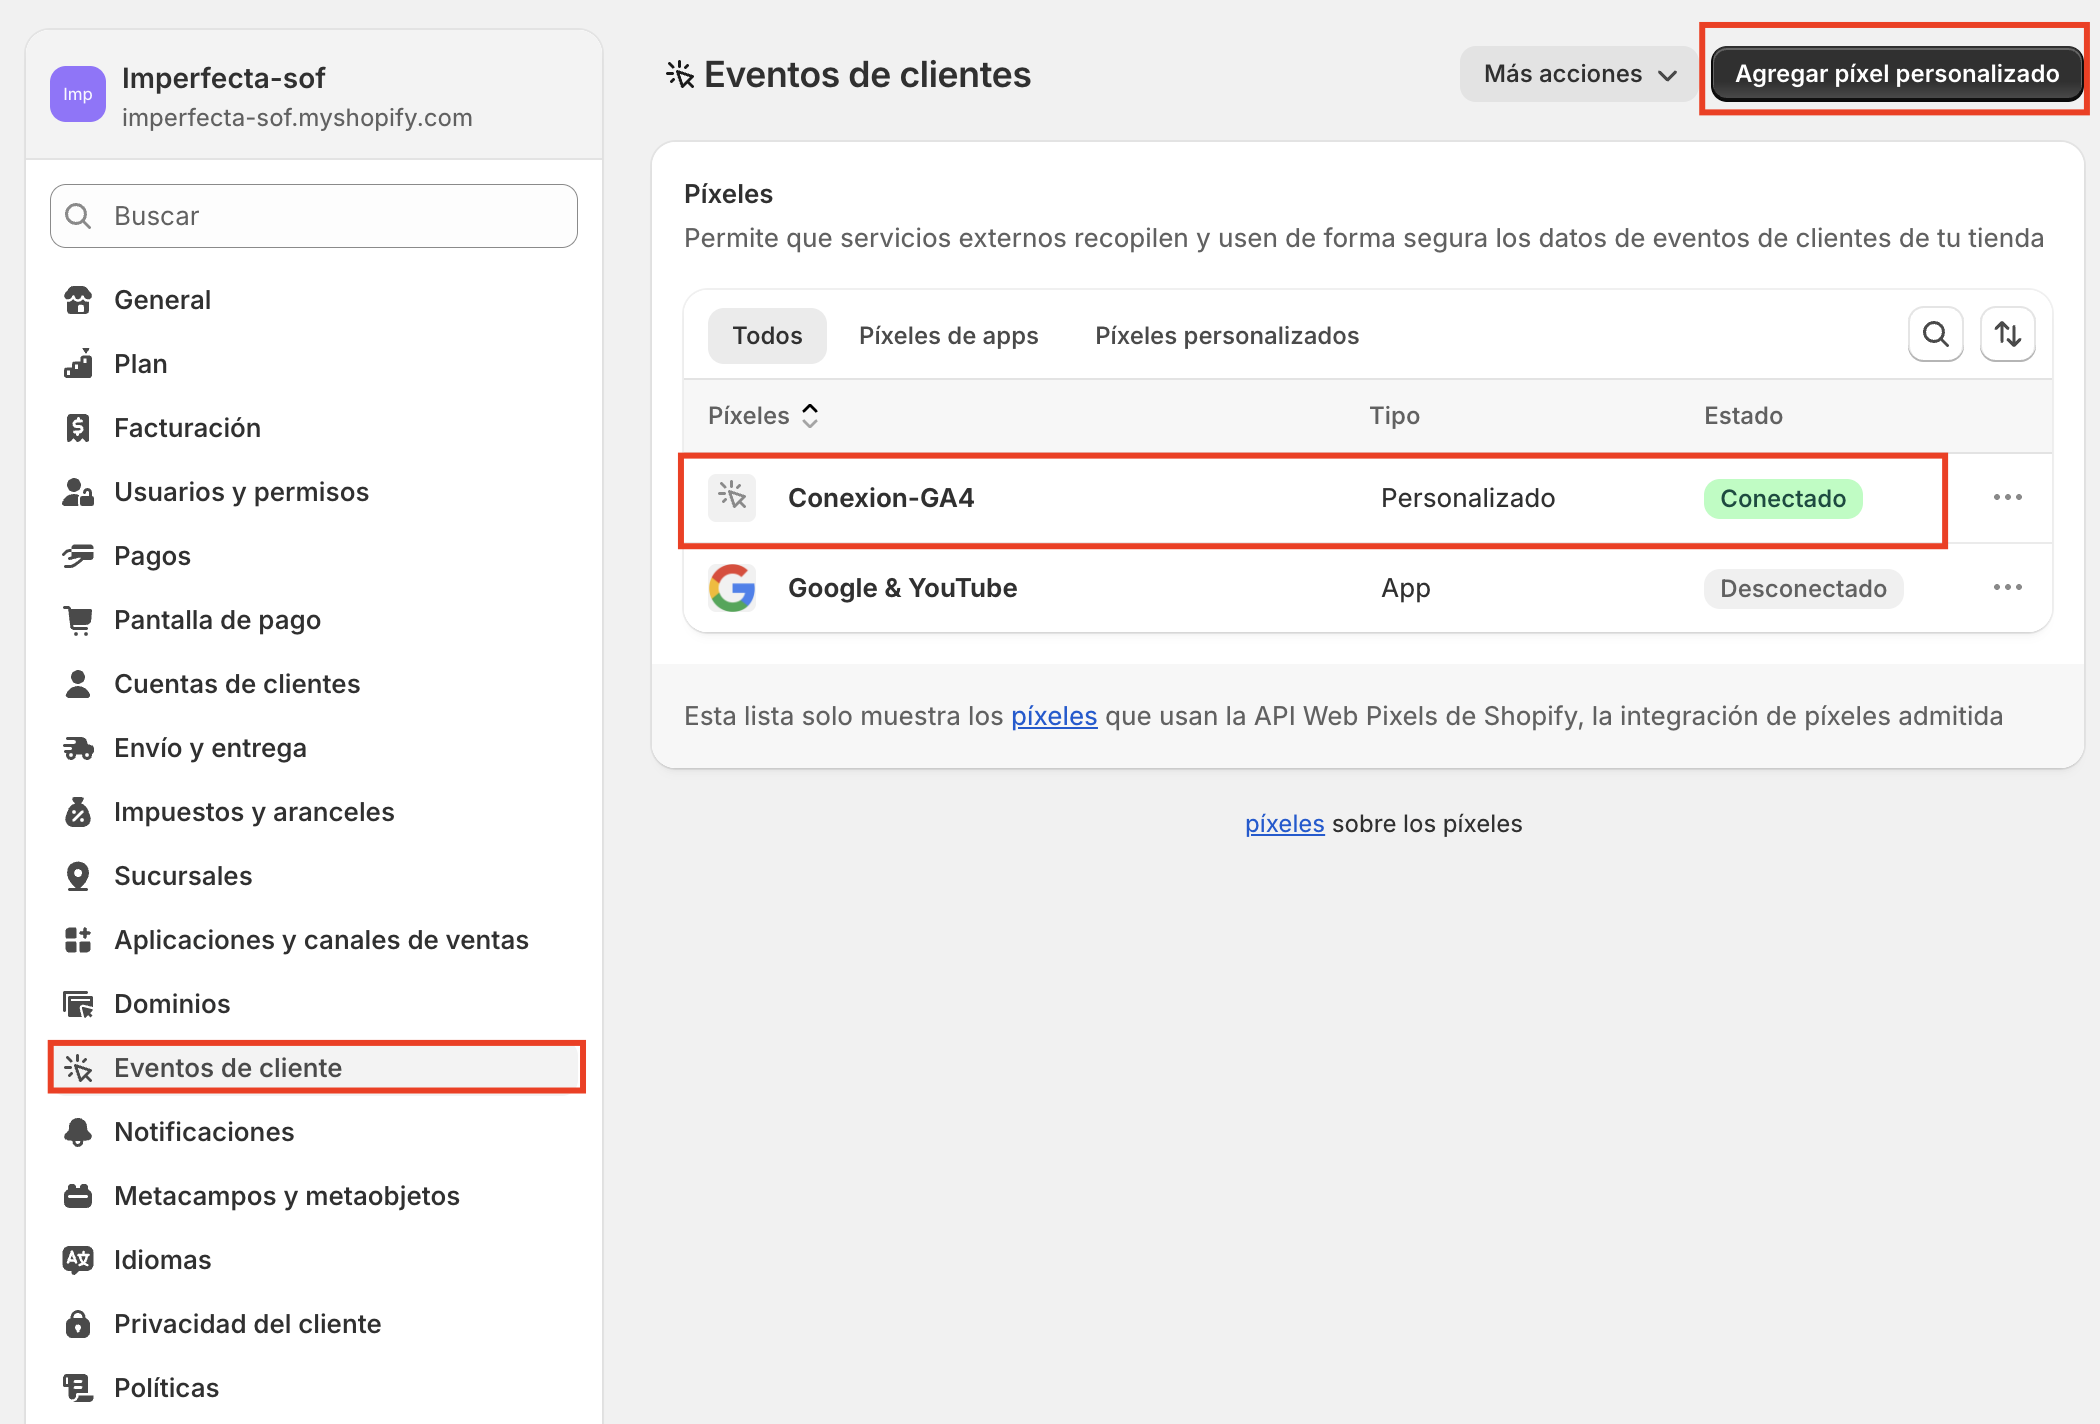 Imp
Imperfecta-sof
imperfecta-sof.myshopify.com
Buscar
General
Plan
Facturación
Usuarios y permisos
Pagos
Pantalla de pago
Cuentas de clientes
Envío y entrega
Impuestos y aranceles
Sucursales
Aplicaciones y canales de ventas
Dominios
Eventos de cliente
Notificaciones
Metacampos y metaobjetos
Idiomas
Privacidad del cliente
Políticas
Eventos de clientes
Más acciones
Agregar píxel personalizado
Píxeles
Permite que servicios externos recopilen y usen de forma segura los datos de eventos de clientes de tu tienda
Todos Píxeles de apps Píxeles personalizados
Píxeles Tipo Estado
Conexion-GA4 Personalizado Conectado
Google & YouTube App Desconectado
Esta lista solo muestra los píxeles que usan la API Web Pixels de Shopify, la integración de píxeles admitida
píxeles sobre los píxeles